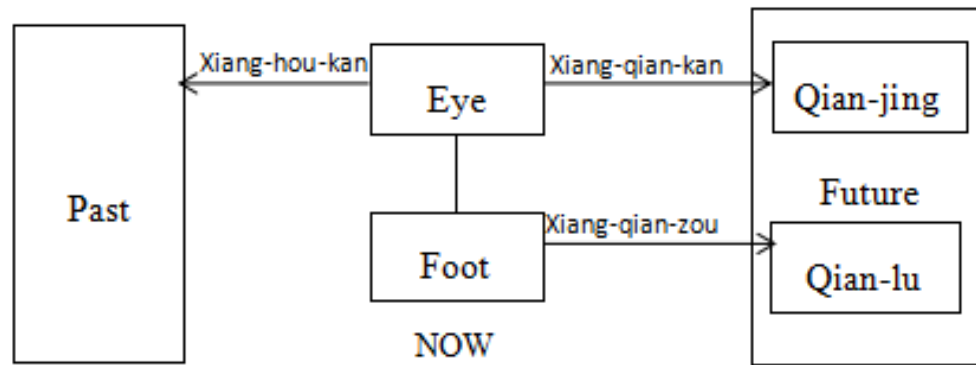 Xiang-hou-kan
Xiang-qian-kan
Eye
Qian-jing
Past
Future
Xiang-qian-zou
Foot
Qian-lu
NOW